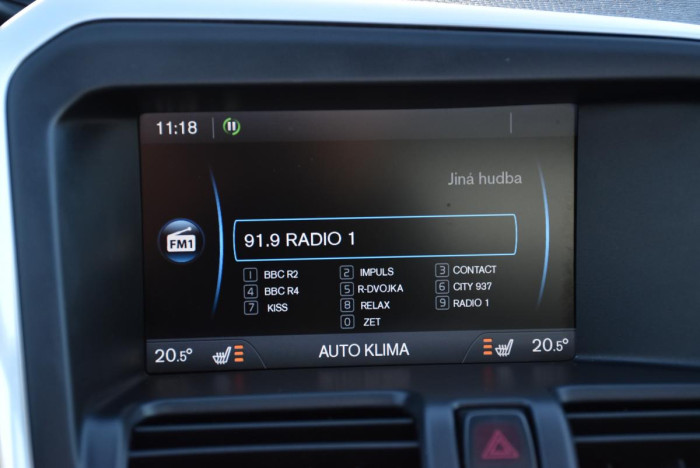 11:18
Jiná hudba
FM1
91.9 RADIO 1
1 BBC R2 2 IMPULS 3 CONTACT
4 BBC R4 5 R-DVOJKA 6 CITY 937
7 KISS 8 RELAX 9 RADIO 1
0 ZET
20.5° AUTO KLIMA 20.5°